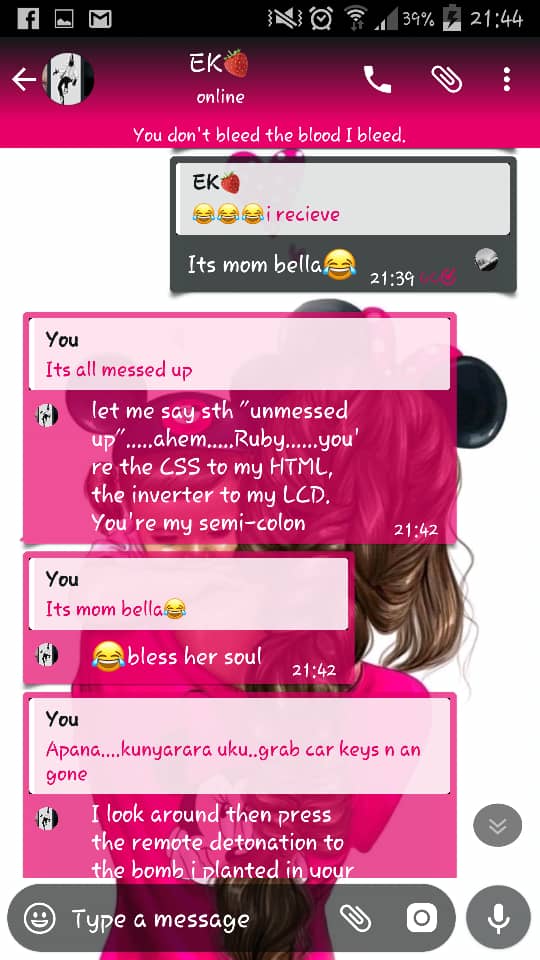 39% 21:44
EK🍓
online
You don't bleed the blood I bleed.
EK🍓
😂😂😂i recieve
Its mom bella😂
21:39
You
Its all messed up
let me say sth "unmessed
up".....ahem.....Ruby......you'
re the CSS to my HTML,
the inverter to my LCD.
You're my semi-colon
21:42
You
Its mom bella😂
😂bless her soul
21:42
You
Apana....kunyarara uku..grab car keys n an
gone
I look around then press
the remote detonation to
the bomb i planted in your
Type a message